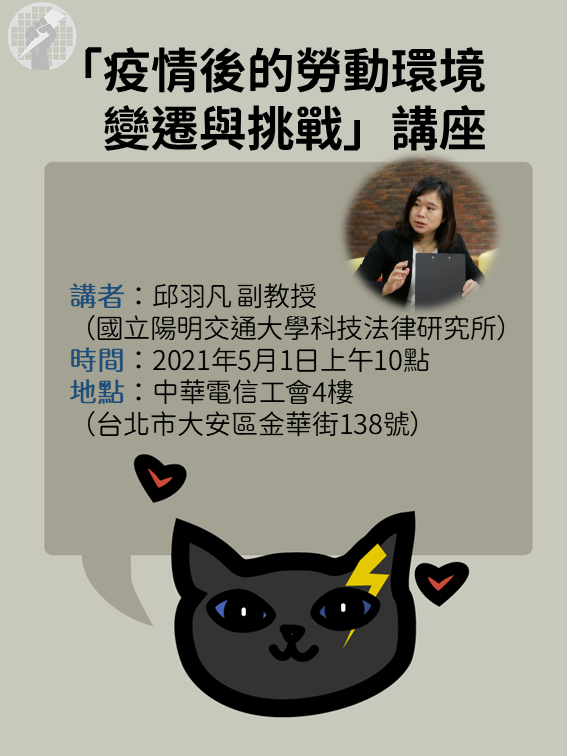 「疫情後的勞動環境
變遷與挑戰」講座
講者：邱羽凡 副教授
（國立陽明交通大學科技法律研究所）
時間：2021年5月1日上午10點
地點：中華電信工會4樓
（台北市大安區金華街138號）